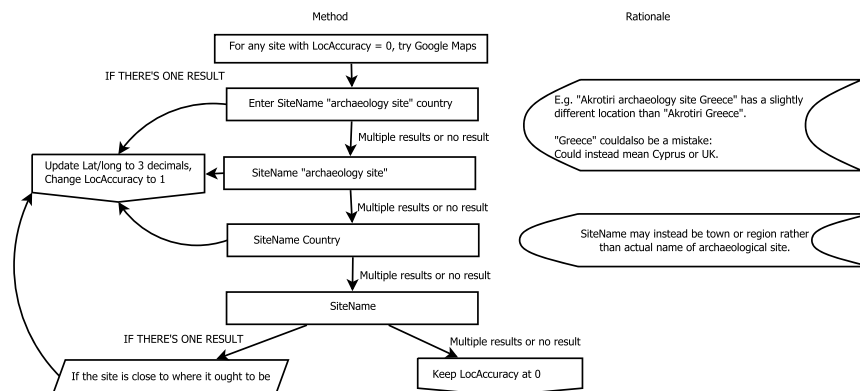 Method
Rationale
For any site with LocAccuracy = 0, try Google Maps
IF THERE'S ONE RESULT
Enter SiteName "archaeology site" country
E.g. "Akrotiri archaeology site Greece" has a slightly
different location than "Akrotiri Greece".
"Greece" couldalso be a mistake:
Could instead mean Cyprus or UK.
Multiple results or no result
Update Lat/long to 3 decimals,
Change LocAccuracy to 1
SiteName "archaeology site"
Multiple results or no result
SiteName Country
SiteName may instead be town or region rather
than actual name of archaeological site.
Multiple results or no result
SiteName
IF THERE'S ONE RESULT
Multiple results or no result
If the site is close to where it ought to be
Keep LocAccuracy at 0